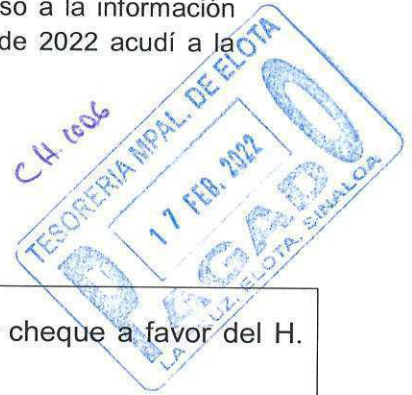 so a la información
de 2022 acudí a la
CH. 1006
TESORERIA MPAL. DE ELOTA
17 FEB. 2022
PAGADO
LA CRUZ, ELOTA, SINALOA
cheque a favor del H.